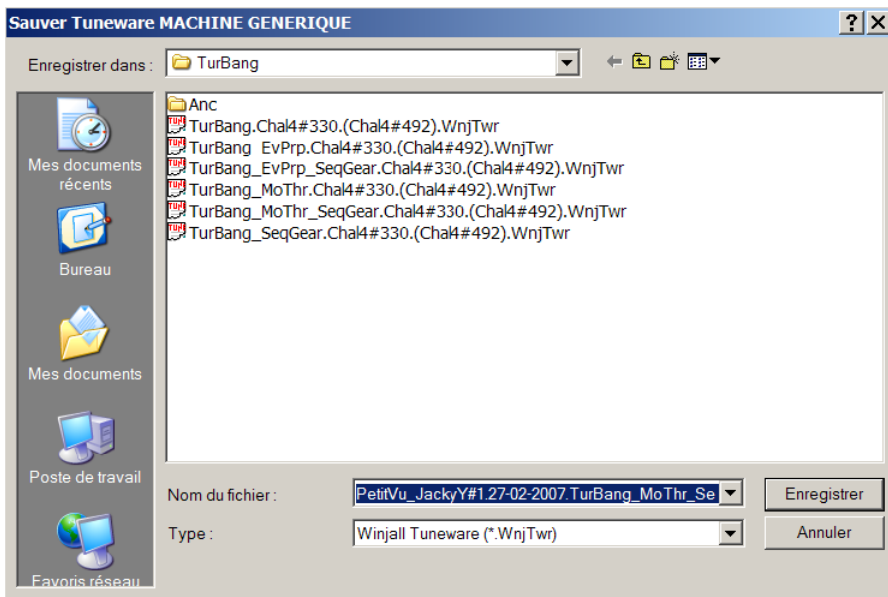 Sauver Tuneware MACHINE GENERIQUE
Enregistrer dans :
TurBang
Anc
TurBang.Chal4#330.(Chal4#492).WnjTwr
TurBang_EvPrp.Chal4#330.(Chal4#492).WnjTwr
TurBang_EvPrp_SeqGear.Chal4#330.(Chal4#492).WnjTwr
TurBang_MoThr.Chal4#330.(Chal4#492).WnjTwr
TurBang_MoThr_SeqGear.Chal4#330.(Chal4#492).WnjTwr
TurBang_SeqGear.Chal4#330.(Chal4#492).WnjTwr
Mes documents
récents
Bureau
Mes documents
Poste de travail
Favoris réseau
Nom du fichier :
PetitVu_JackyY#1.27-02-2007.TurBang_MoThr_Se
Enregistrer
Type :
Winjall Tuneware (*.WnjTwr)
Annuler